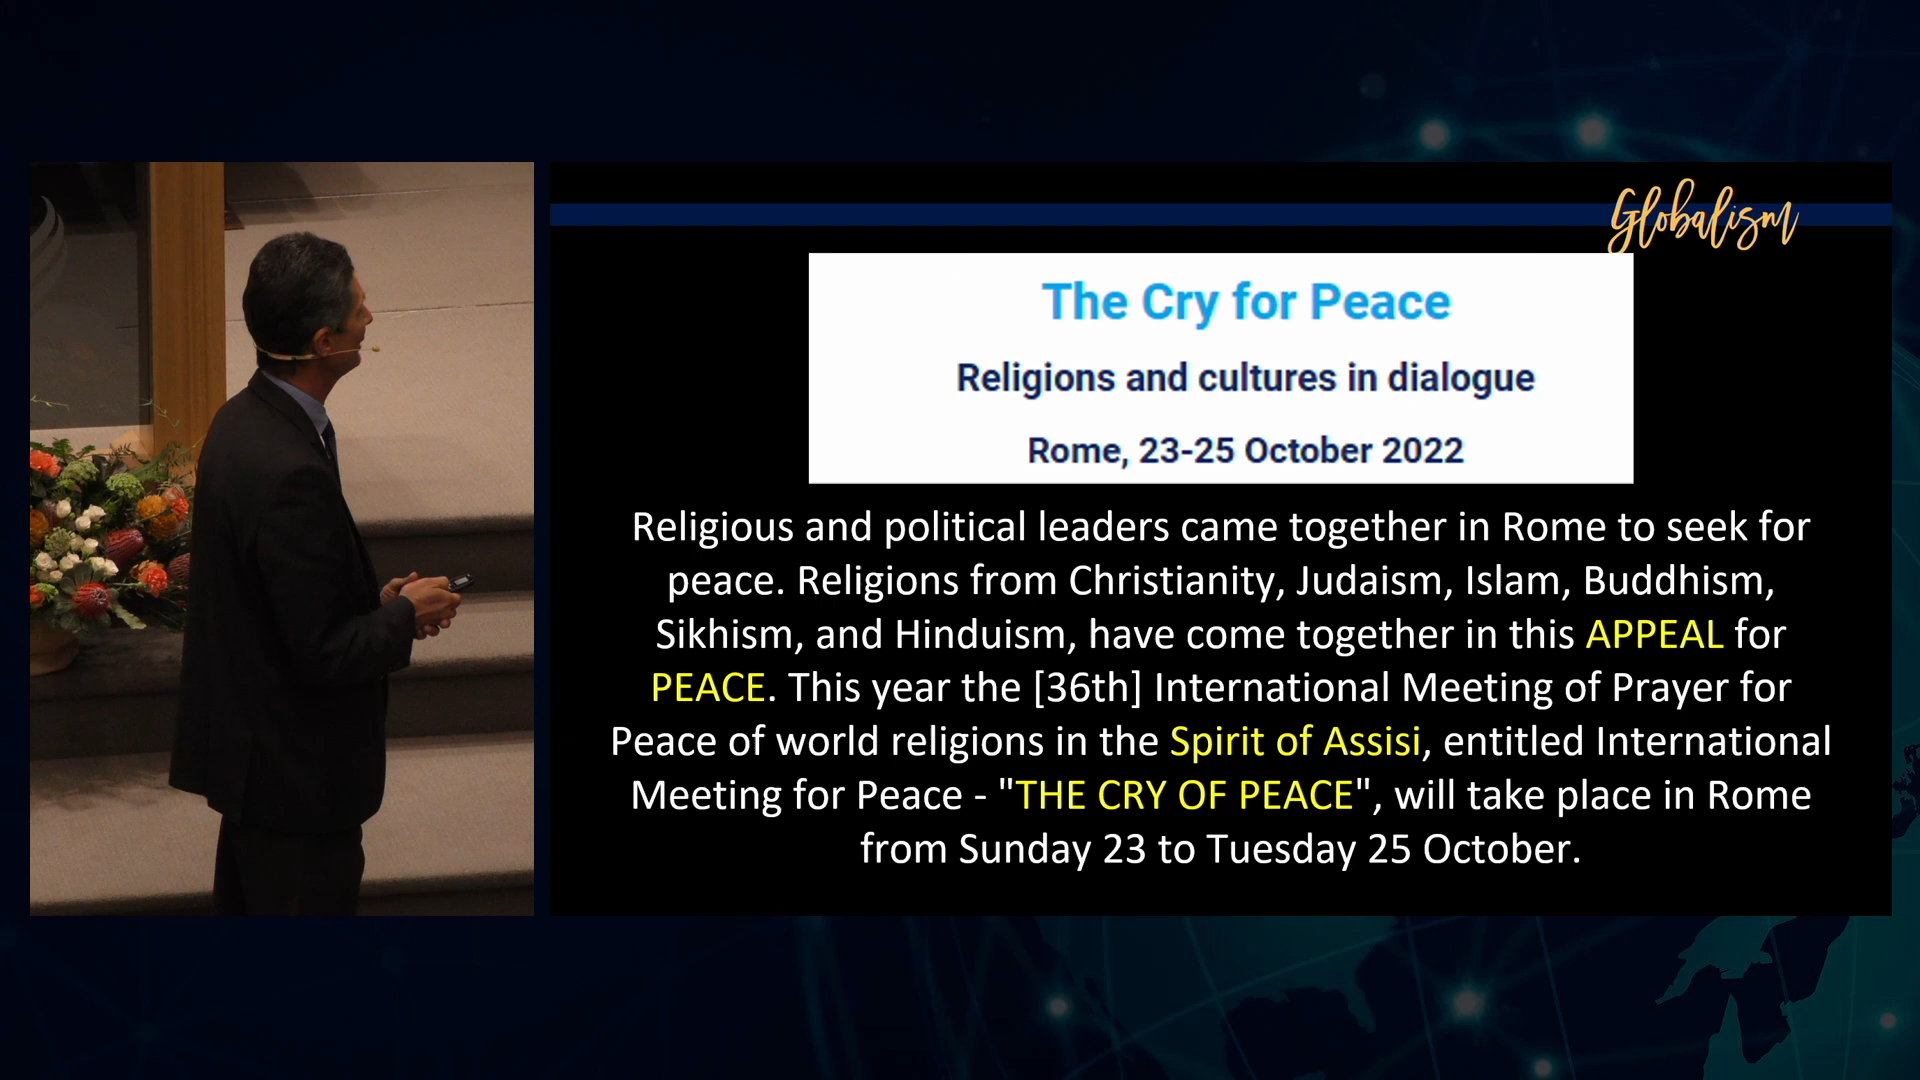 Globalism
The Cry for Peace
Religions and cultures in dialogue
Rome, 23-25 October 2022
Religious and political leaders came together in Rome to seek for
peace. Religions from Christianity, Judaism, Islam, Buddhism,
Sikhism, and Hinduism, have come together in this APPEAL for
PEACE. This year the [36th] International Meeting of Prayer for
Peace of world religions in the Spirit of Assisi, entitled International
Meeting for Peace - "THE CRY OF PEACE", will take place in Rome
from Sunday 23 to Tuesday 25 October.